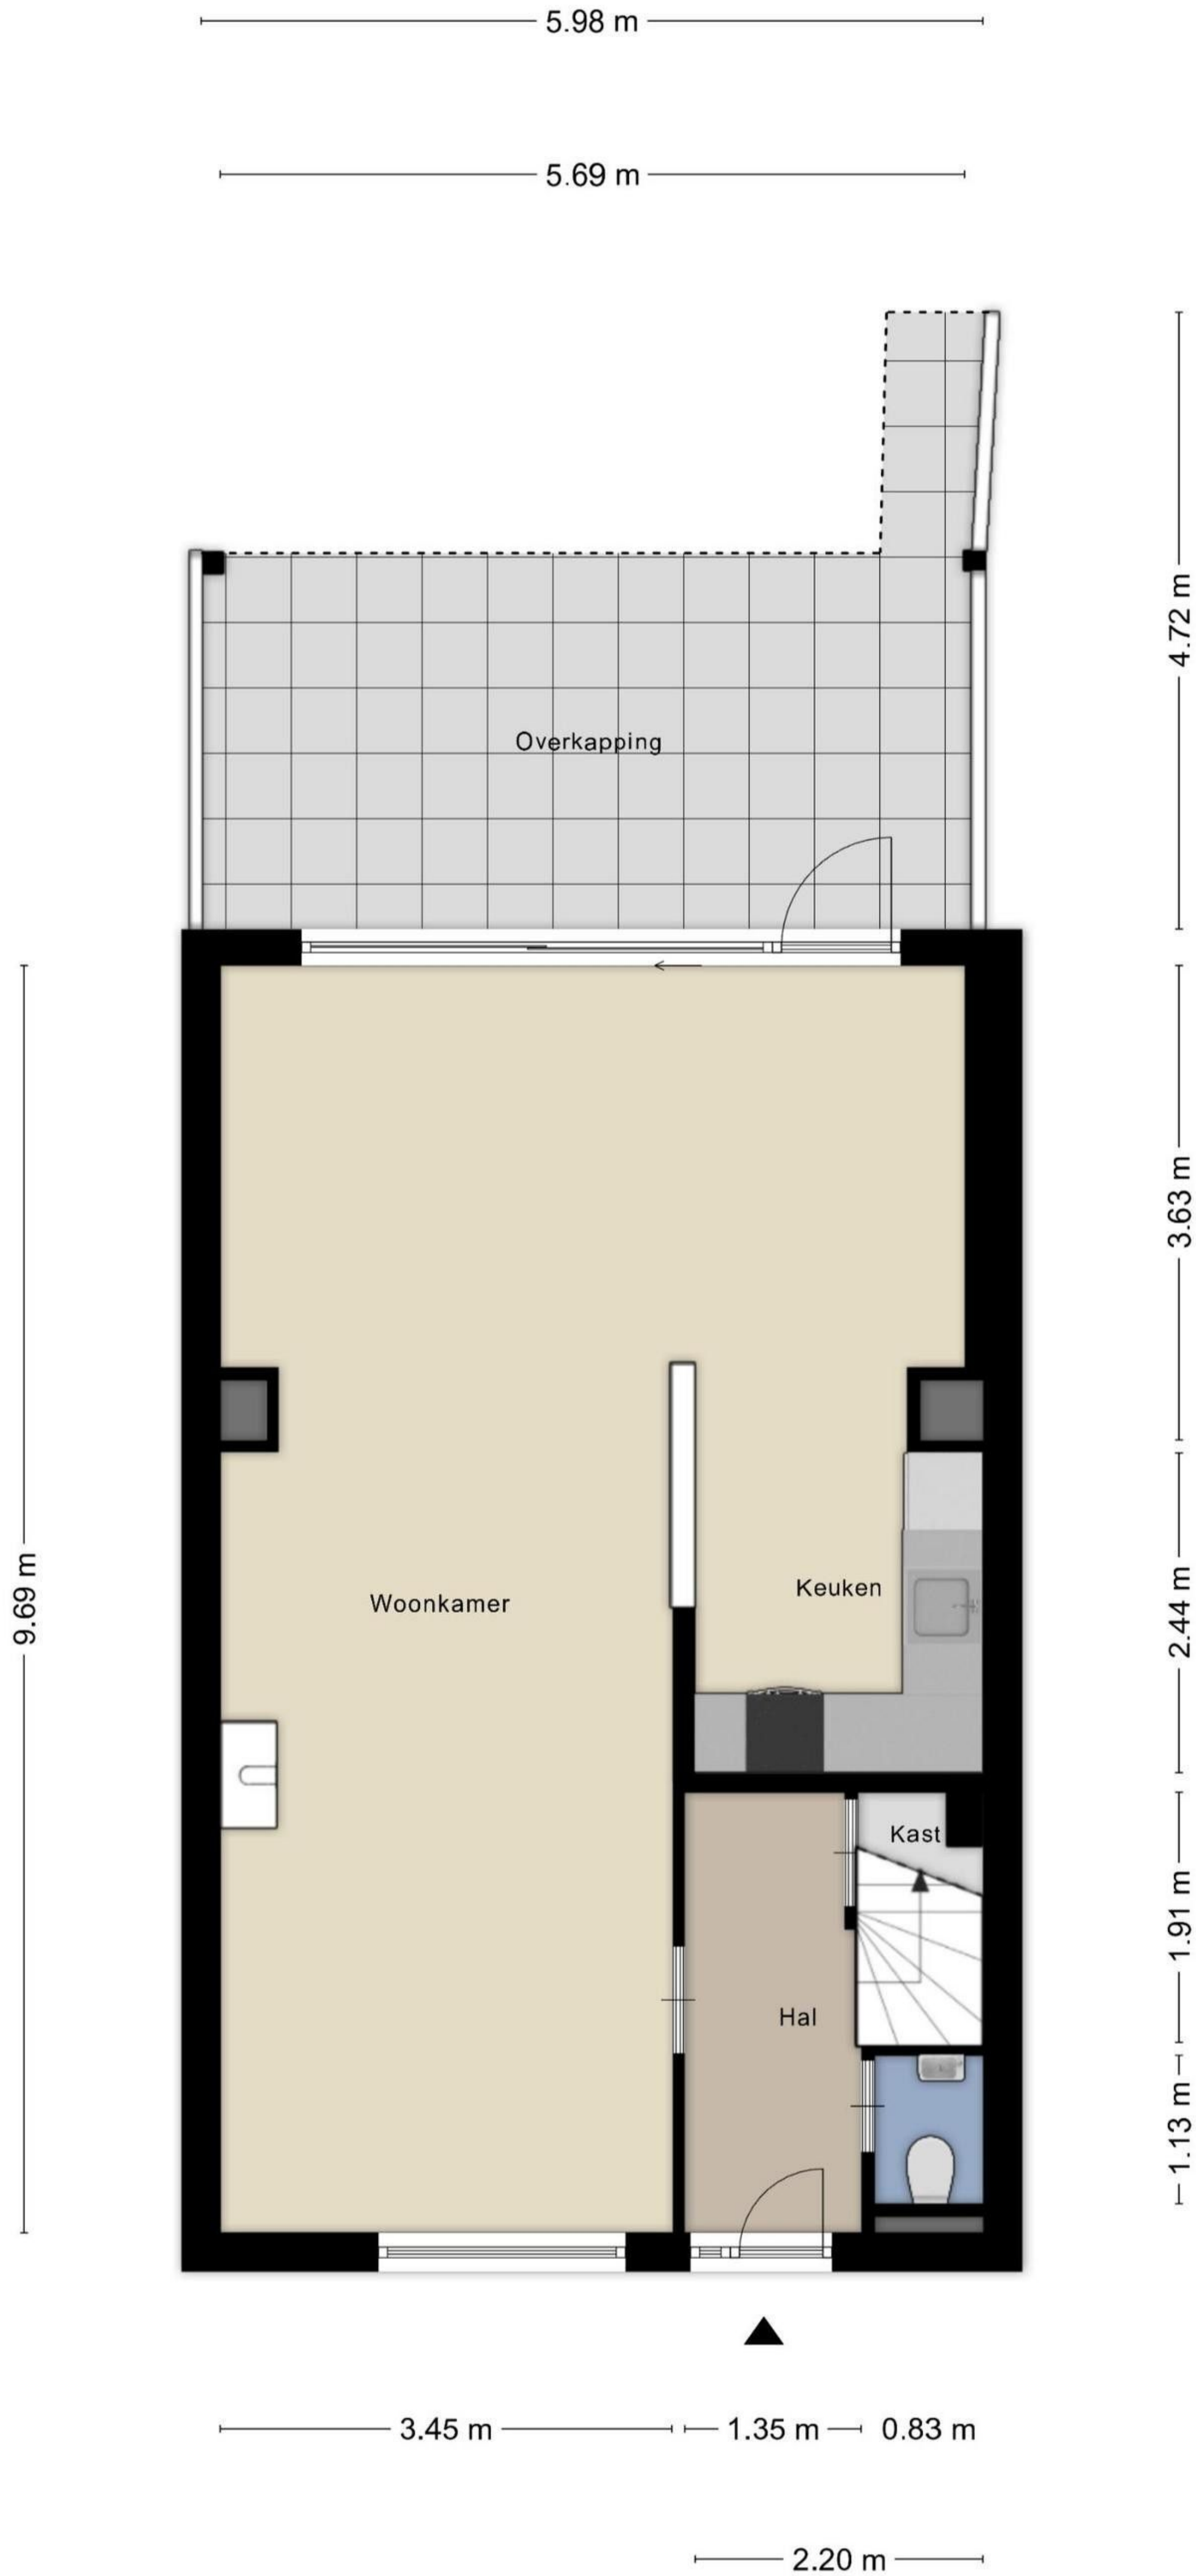 5.98 m
5.69 m
4.72 m
Overkapping
3.63 m
9.69 m
Woonkamer
Keuken
2.44 m
Kast
1.91 m
Hal
1.13 m
3.45 m
1.35 m
0.83 m
2.20 m